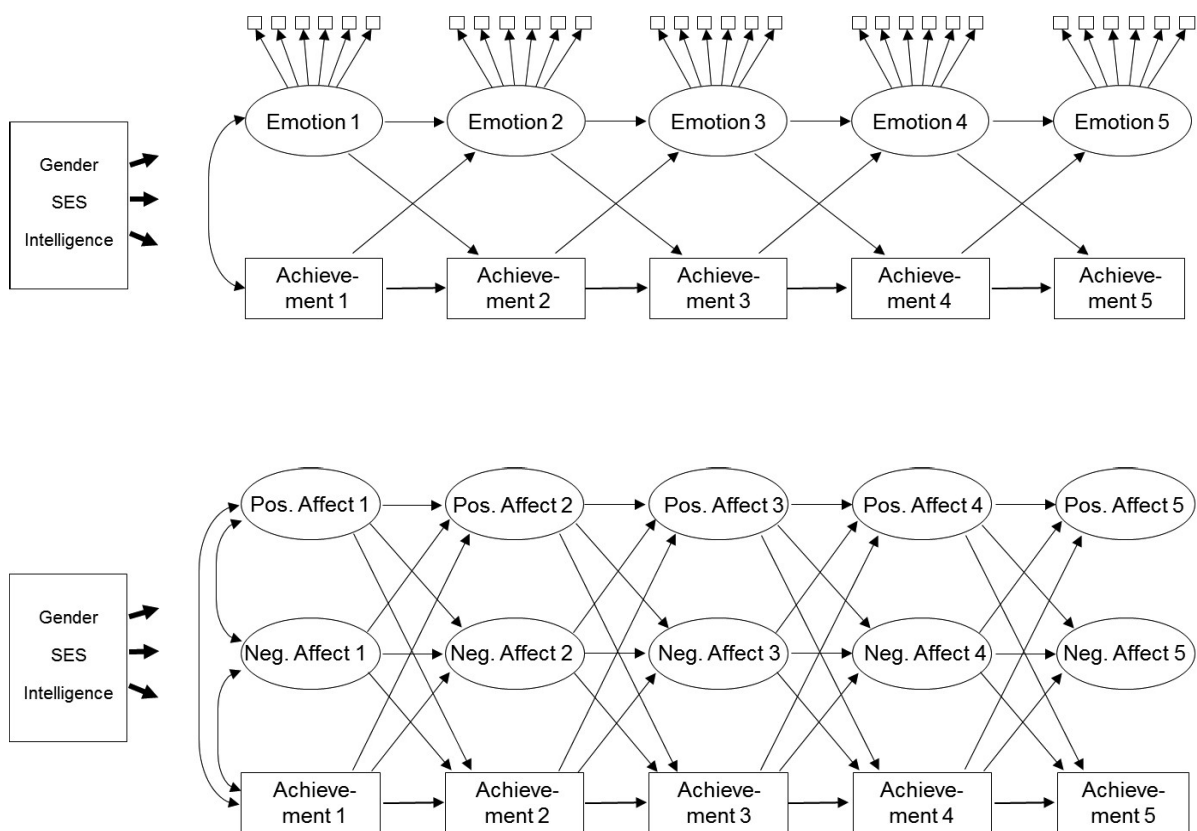 Emotion 1
Emotion 2
Emotion 3
Emotion 4
Emotion 5
Gender
SES
Intelligence
Achieve-
ment 1
Achieve-
ment 2
Achieve-
ment 3
Achieve-
ment 4
Achieve-
ment 5
Pos. Affect 1
Pos. Affect 2
Pos. Affect 3
Pos. Affect 4
Pos. Affect 5
Gender
SES
Intelligence
Neg. Affect 1
Neg. Affect 2
Neg. Affect 3
Neg. Affect 4
Neg. Affect 5
Achieve-
ment 1
Achieve-
ment 2
Achieve-
ment 3
Achieve-
ment 4
Achieve-
ment 5